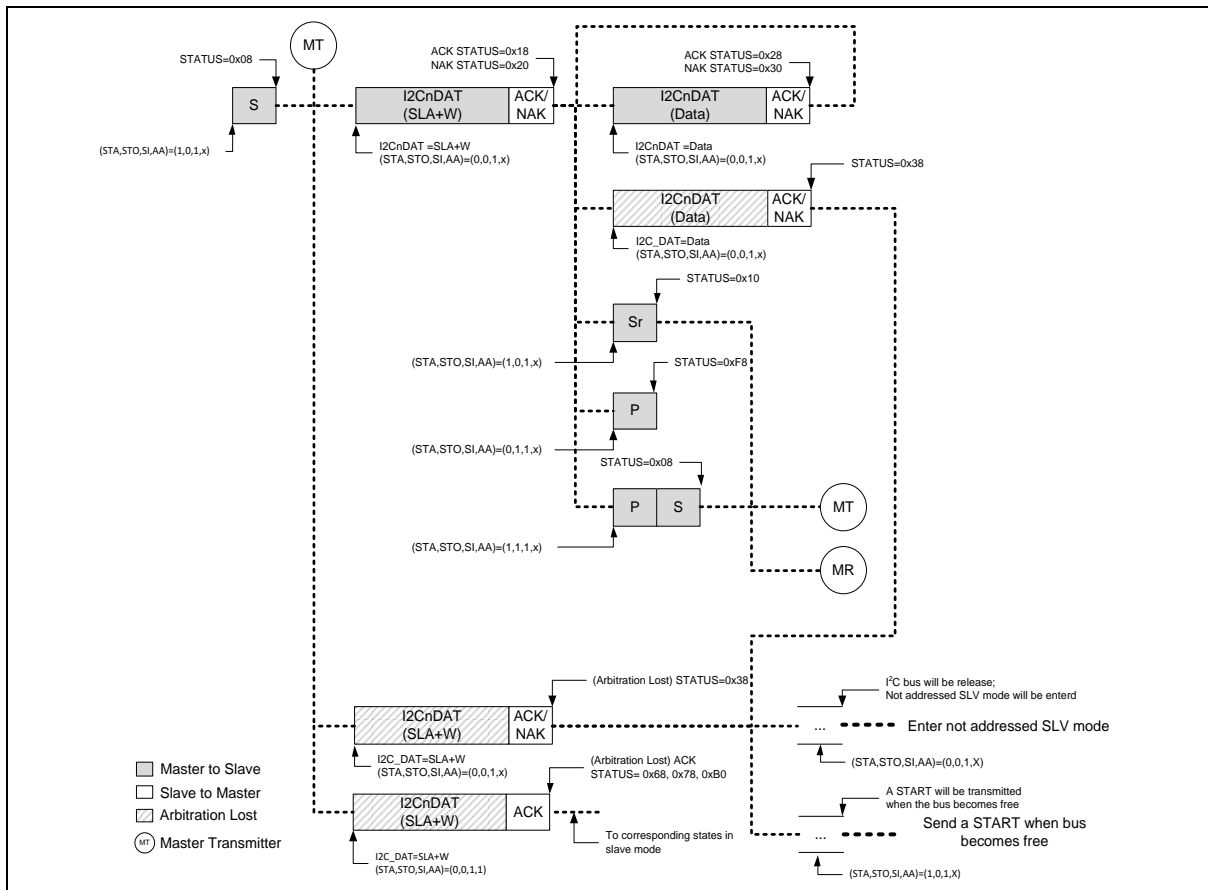 MT
STATUS=0x08
ACK STATUS=0x18
NAK STATUS=0x20
ACK STATUS=0x28
NAK STATUS=0x30
S
I2CnDAT
(SLA+W)
ACK/
NAK
I2CnDAT
(Data)
ACK/
NAK
(STA,STO,SI,AA)=(1,0,1,x)
I2CnDAT =SLA+W
(STA,STO,SI,AA)=(0,0,1,x)
I2CnDAT =Data
(STA,STO,SI,AA)=(0,0,1,x)
STATUS=0x38
I2CnDAT
(Data)
ACK/
NAK
I2C_DAT=Data
(STA,STO,SI,AA)=(0,0,1,x)
STATUS=0x10
Sr
(STA,STO,SI,AA)=(1,0,1,x)
STATUS=0xF8
P
(STA,STO,SI,AA)=(0,1,1,x)
STATUS=0x08
P
S
MT
(STA,STO,SI,AA)=(1,1,1,x)
MR
(Arbitration Lost) STATUS=0x38
I2CnDAT
(SLA+W)
ACK/
NAK
I2C_DAT=SLA+W
(STA,STO,SI,AA)=(0,0,1,x)
I²C bus will be release;
Not addressed SLV mode will be enterd
...
Enter not addressed SLV mode
(STA,STO,SI,AA)=(0,0,1,X)
(Arbitration Lost) ACK
STATUS= 0x68, 0x78, 0xB0
I2CnDAT
(SLA+W)
ACK
I2C_DAT=SLA+W
(STA,STO,SI,AA)=(0,0,1,1)
To corresponding states in
slave mode
A START will be transmitted
when the bus becomes free
...
Send a START when bus
becomes free
(STA,STO,SI,AA)=(1,0,1,X)
Master to Slave
Slave to Master
Arbitration Lost
MT
Master Transmitter